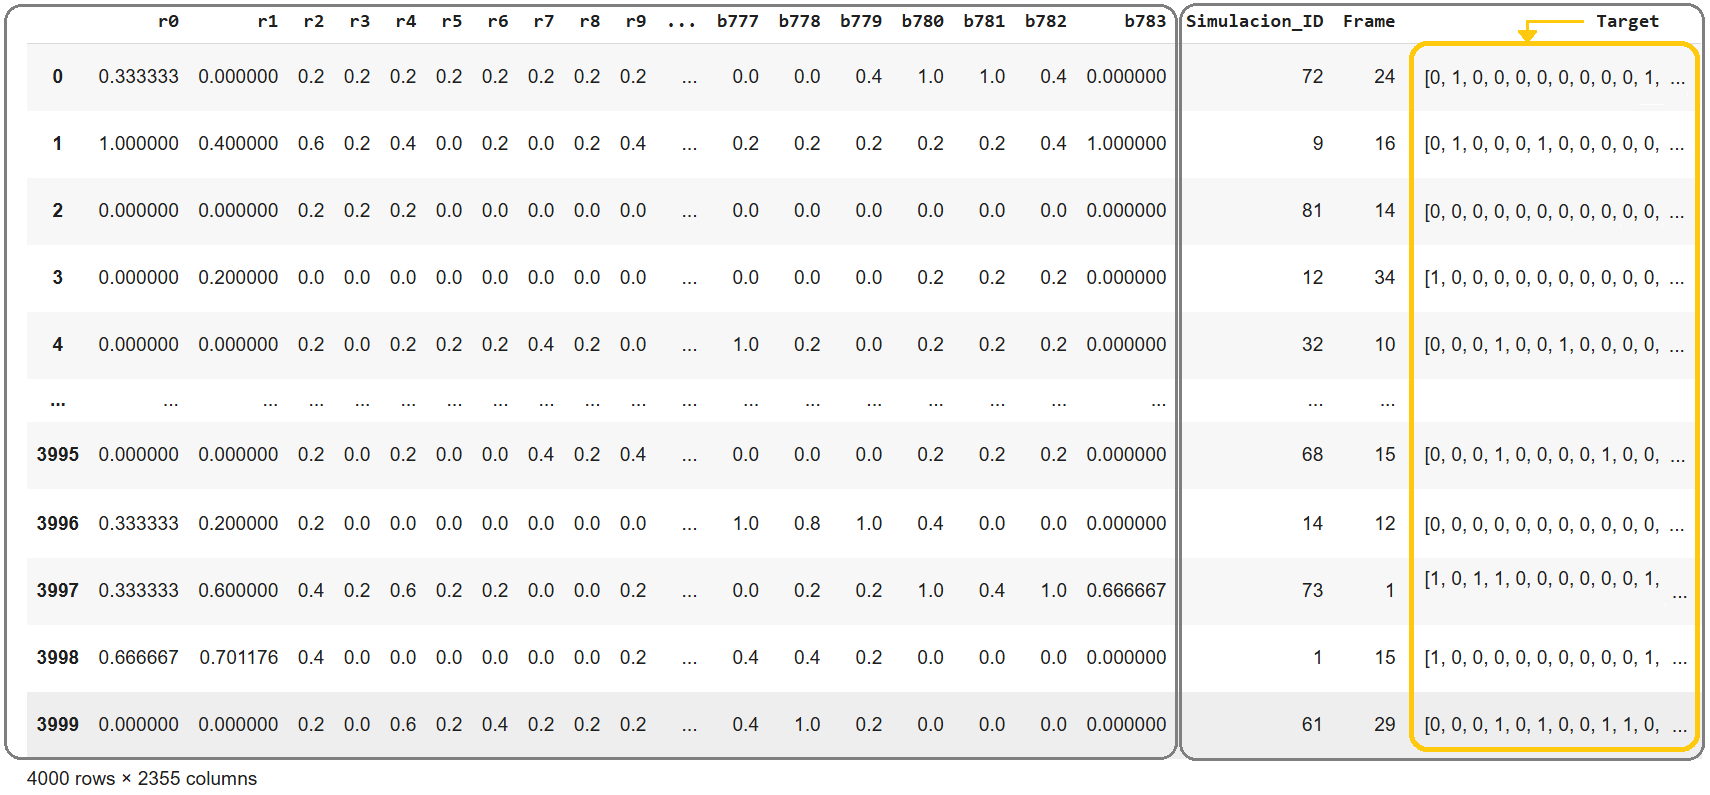 r0 r1 r2 r3 r4 r5 r6 r7 r8 r9 ... b777 b778 b779 b780 b781 b782 b783 Simulacion_ID Frame Target
0 0.333333 0.000000 0.2 0.2 0.2 0.2 0.2 0.2 0.2 0.2 ... 0.0 0.0 0.4 1.0 1.0 0.4 0.000000 72 24 [0, 1, 0, 0, 0, 0, 0, 0, 0, 0, 1, ...
1 1.000000 0.400000 0.6 0.2 0.4 0.0 0.2 0.0 0.2 0.4 ... 0.2 0.2 0.2 0.2 0.2 0.4 1.000000 9 16 [0, 1, 0, 0, 0, 1, 0, 0, 0, 0, 0, ...
2 0.000000 0.000000 0.2 0.2 0.2 0.0 0.0 0.0 0.0 0.0 ... 0.0 0.0 0.0 0.0 0.0 0.0 0.000000 81 14 [0, 0, 0, 0, 0, 0, 0, 0, 0, 0, 0, ...
3 0.000000 0.200000 0.0 0.0 0.0 0.0 0.0 0.0 0.0 0.0 ... 0.0 0.0 0.0 0.2 0.2 0.2 0.000000 12 34 [1, 0, 0, 0, 0, 0, 0, 0, 0, 0, 0, ...
4 0.000000 0.000000 0.2 0.0 0.2 0.2 0.2 0.4 0.2 0.0 ... 1.0 0.2 0.0 0.2 0.2 0.2 0.000000 32 10 [0, 0, 0, 1, 0, 0, 1, 0, 0, 0, 0, ...
... ... ... ... ... ... ... ... ... ... ... ... ... ... ... ... ... ... ... ... ...
3995 0.000000 0.000000 0.2 0.0 0.2 0.0 0.0 0.4 0.2 0.4 ... 0.0 0.0 0.0 0.2 0.2 0.2 0.000000 68 15 [0, 0, 0, 1, 0, 0, 0, 0, 1, 0, 0, ...
3996 0.333333 0.200000 0.2 0.0 0.0 0.0 0.0 0.0 0.0 0.0 ... 1.0 0.8 1.0 0.4 0.0 0.0 0.000000 14 12 [0, 0, 0, 0, 0, 0, 0, 0, 0, 0, 0, ...
3997 0.333333 0.600000 0.4 0.2 0.6 0.2 0.2 0.0 0.0 0.2 ... 0.0 0.2 0.2 1.0 0.4 1.0 0.666667 73 1 [1, 0, 1, 1, 0, 0, 0, 0, 0, 0, 1, ...
3998 0.666667 0.701176 0.4 0.0 0.0 0.0 0.0 0.0 0.0 0.2 ... 0.4 0.4 0.2 0.0 0.0 0.0 0.000000 1 15 [1, 0, 0, 0, 0, 0, 0, 0, 0, 0, 1, ...
3999 0.000000 0.000000 0.2 0.0 0.6 0.2 0.4 0.2 0.2 0.2 ... 0.4 1.0 0.2 0.0 0.0 0.0 0.000000 61 29 [0, 0, 0, 1, 0, 1, 0, 0, 1, 1, 0, ...
4000 rows × 2355 columns